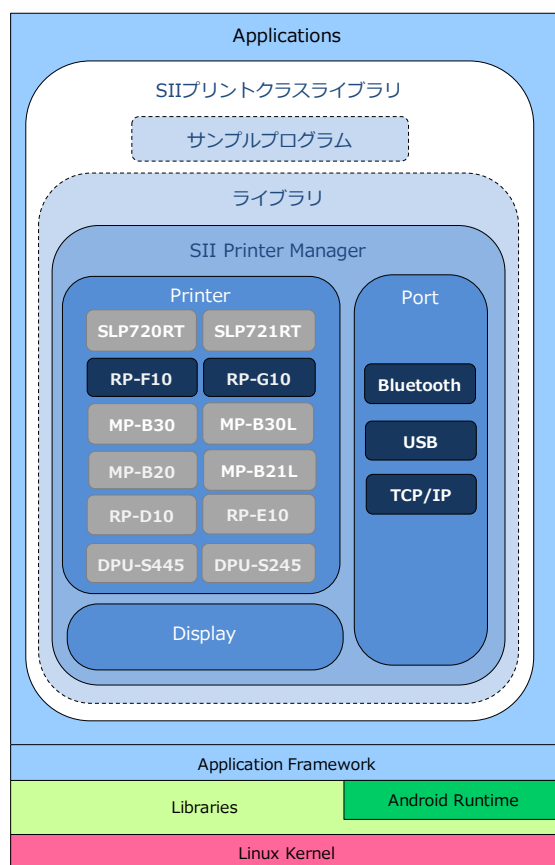 Applications
SIIプリントクラスライブラリ
サンプルプログラム
ライブラリ
SII Printer Manager
Printer
Port
SLP720RT SLP721RT
RP-F10 RP-G10
Bluetooth
MP-B30 MP-B30L
USB
MP-B20 MP-B21L
TCP/IP
RP-D10 RP-E10
DPU-S445 DPU-S245
Display
Application Framework
Libraries
Android Runtime
Linux Kernel